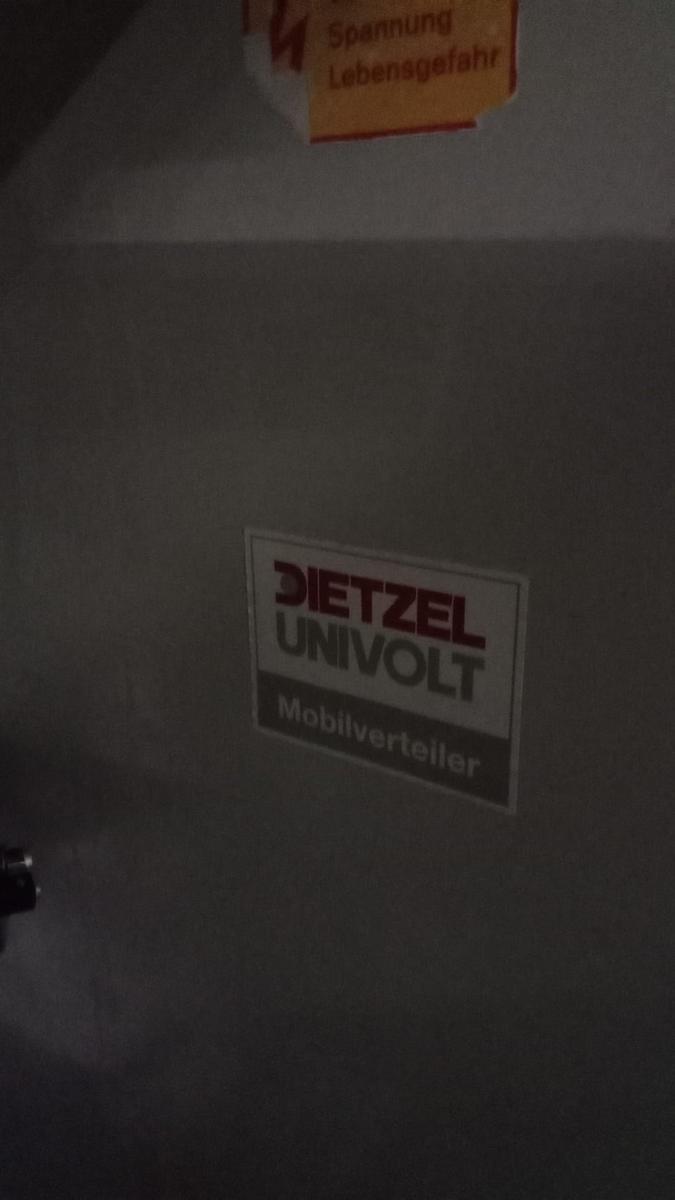 Spannung
Lebensgefahr
DIETZEL
UNIVOLT
Mobilverteiler